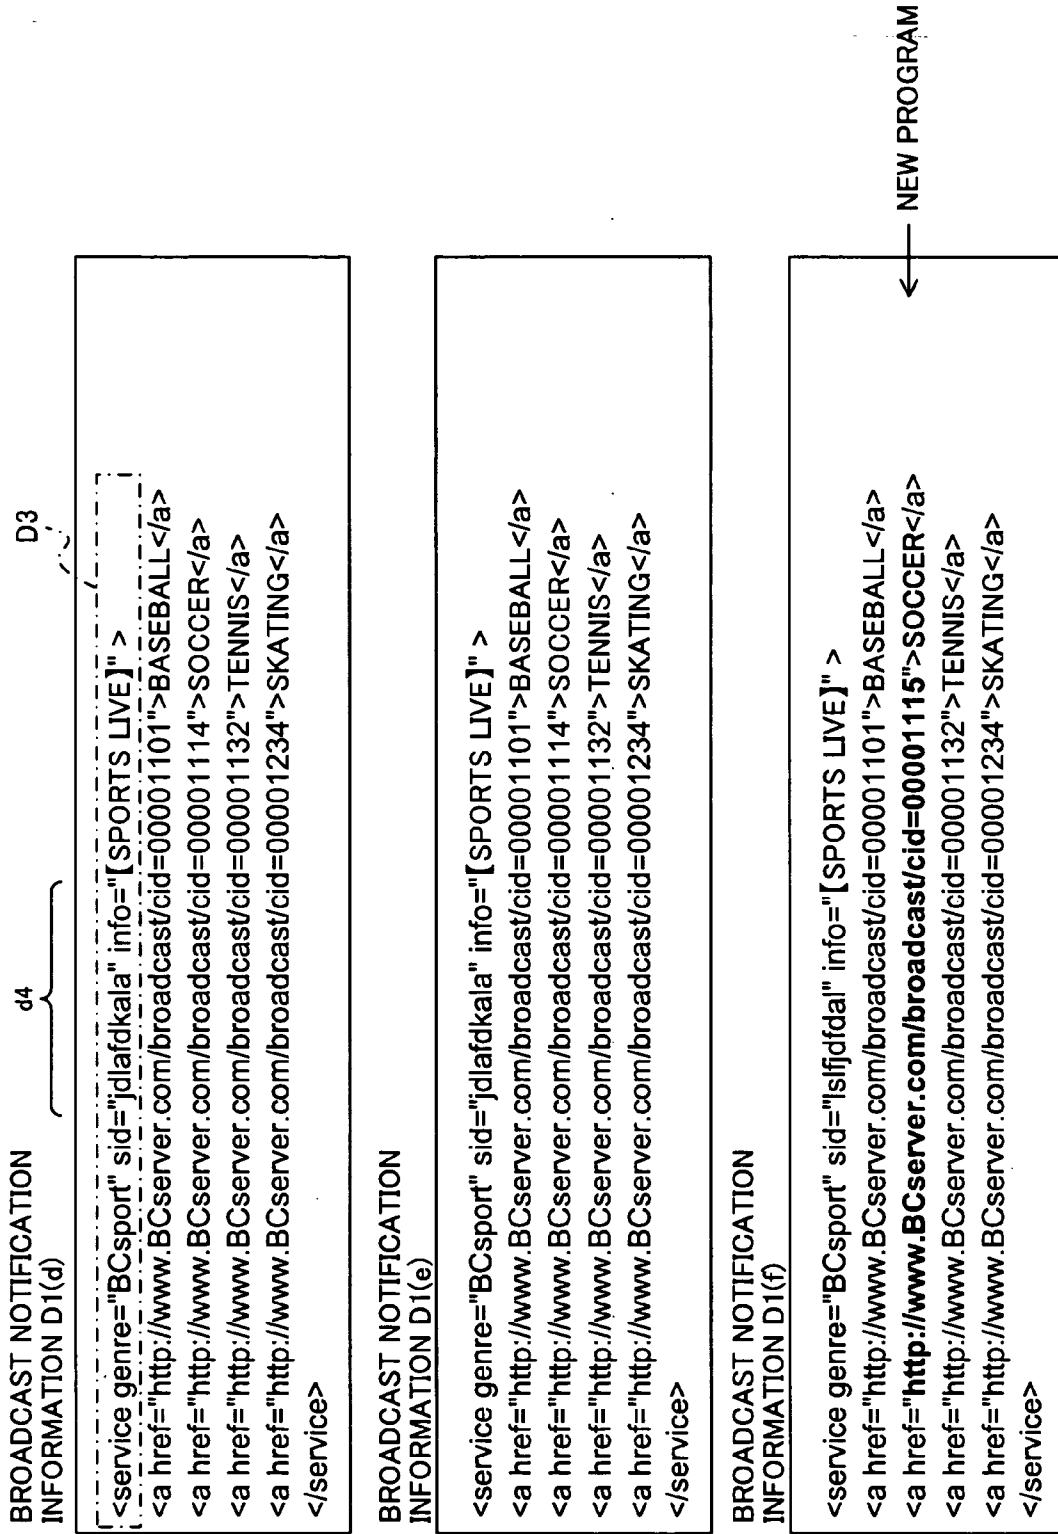 BROADCAST NOTIFICATION
INFORMATION D1(d)
d4
D3
<service genre="BCsport" sid="jdlafdkala" info="【SPORTS LIVE】" >
<a href="http://www.BCserver.com/broadcast/cid=00001101">BASEBALL</a>
<a href="http://www.BCserver.com/broadcast/cid=00001114">SOCCER</a>
<a href="http://www.BCserver.com/broadcast/cid=00001132">TENNIS</a>
<a href="http://www.BCserver.com/broadcast/cid=00001234">SKATING</a>
</service>
BROADCAST NOTIFICATION
INFORMATION D1(e)
<service genre="BCsport" sid="jdlafdkala" info="【SPORTS LIVE】" >
<a href="http://www.BCserver.com/broadcast/cid=00001101">BASEBALL</a>
<a href="http://www.BCserver.com/broadcast/cid=00001114">SOCCER</a>
<a href="http://www.BCserver.com/broadcast/cid=00001132">TENNIS</a>
<a href="http://www.BCserver.com/broadcast/cid=00001234">SKATING</a>
</service>
BROADCAST NOTIFICATION
INFORMATION D1(f)
<service genre="BCsport" sid="lslfjdfdal" info="【SPORTS LIVE】" >
<a href="http://www.BCserver.com/broadcast/cid=00001101">BASEBALL</a>
<a href="http://www.BCserver.com/broadcast/cid=00001115">SOCCER</a>
NEW PROGRAM
<a href="http://www.BCserver.com/broadcast/cid=00001132">TENNIS</a>
<a href="http://www.BCserver.com/broadcast/cid=00001234">SKATING</a>
</service>